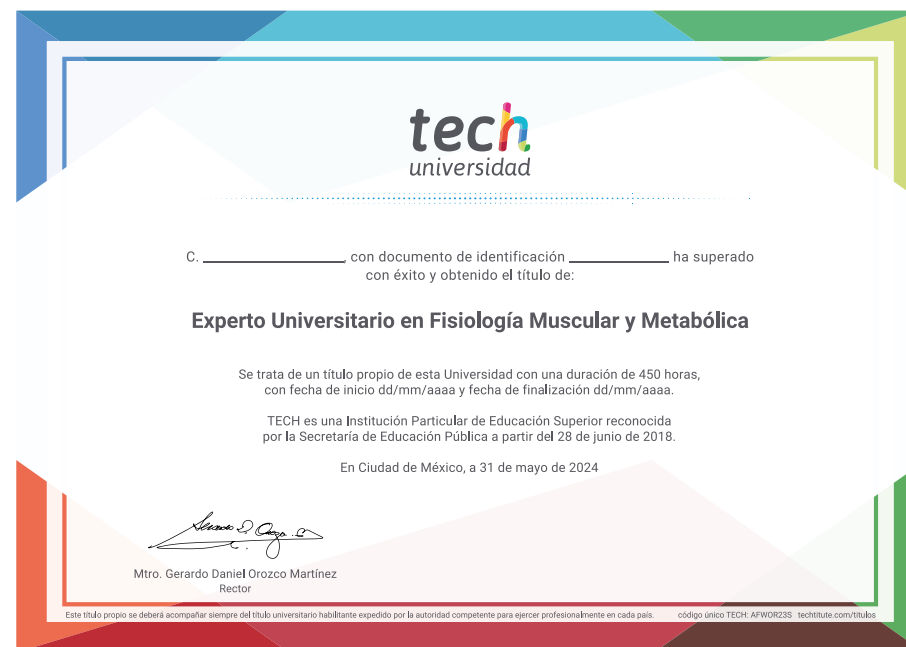 tech
universidad
C. ____________, con documento de identificación ____________ ha superado
con éxito y obtenido el título de:
Experto Universitario en Fisiología Muscular y Metabólica
Se trata de un título propio de esta Universidad con una duración de 450 horas,
con fecha de inicio dd/mm/aaaa y fecha de finalización dd/mm/aaaa.
TECH es una Institución Particular de Educación Superior reconocida
por la Secretaría de Educación Pública a partir del 28 de junio de 2018.
En Ciudad de México, a 31 de mayo de 2024
Mtro. Gerardo Daniel Orozco Martínez
Rector
Este título propio se deberá acompañar siempre del título universitario habilitante expedido por la autoridad competente para ejercer profesionalmente en cada país. código único TECH: AFWOR23S techtitute.com/titulos